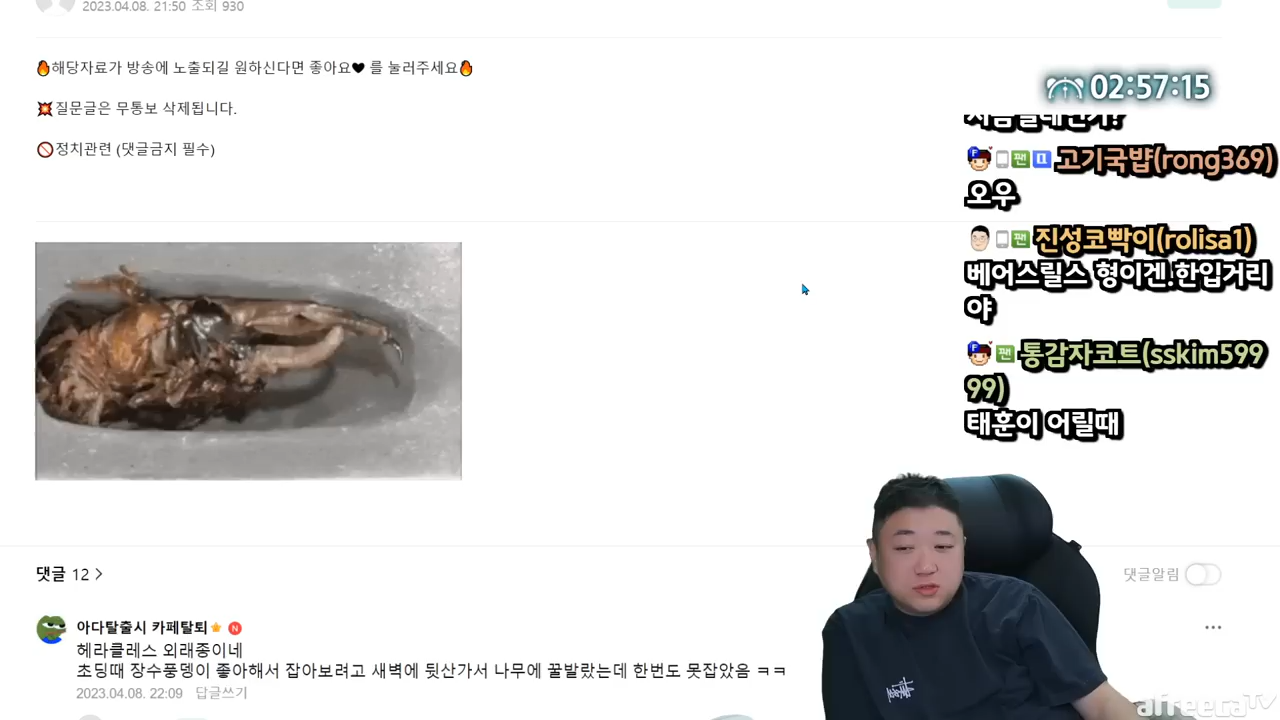 2023.04.08. 21:50 조회 930
🔥해당자료가 방송에 노출되길 원하신다면 좋아요♥ 를 눌러주세요🔥
💥질문글은 무통보 삭제됩니다.
🚫정치관련 (댓글금지 필수)
02:57:15
고기국뱝(rong369)
오우
진성코빡이(rolisa1)
베어스릴스 형이겐.한입거리
야
통감자코트(sskim599
99)
태훈이 어릴때
댓글 12 >
댓글알림
아다탈출시 카페탈퇴⭐ N
헤라클레스 외래종이네
초딩때 장수풍뎅이 좋아해서 잡아보려고 새벽에 뒷산가서 나무에 꿀발랐는데 한번도 못잡았음 ㅋㅋ
2023.04.08. 22:09 답글쓰기
afreecaTV